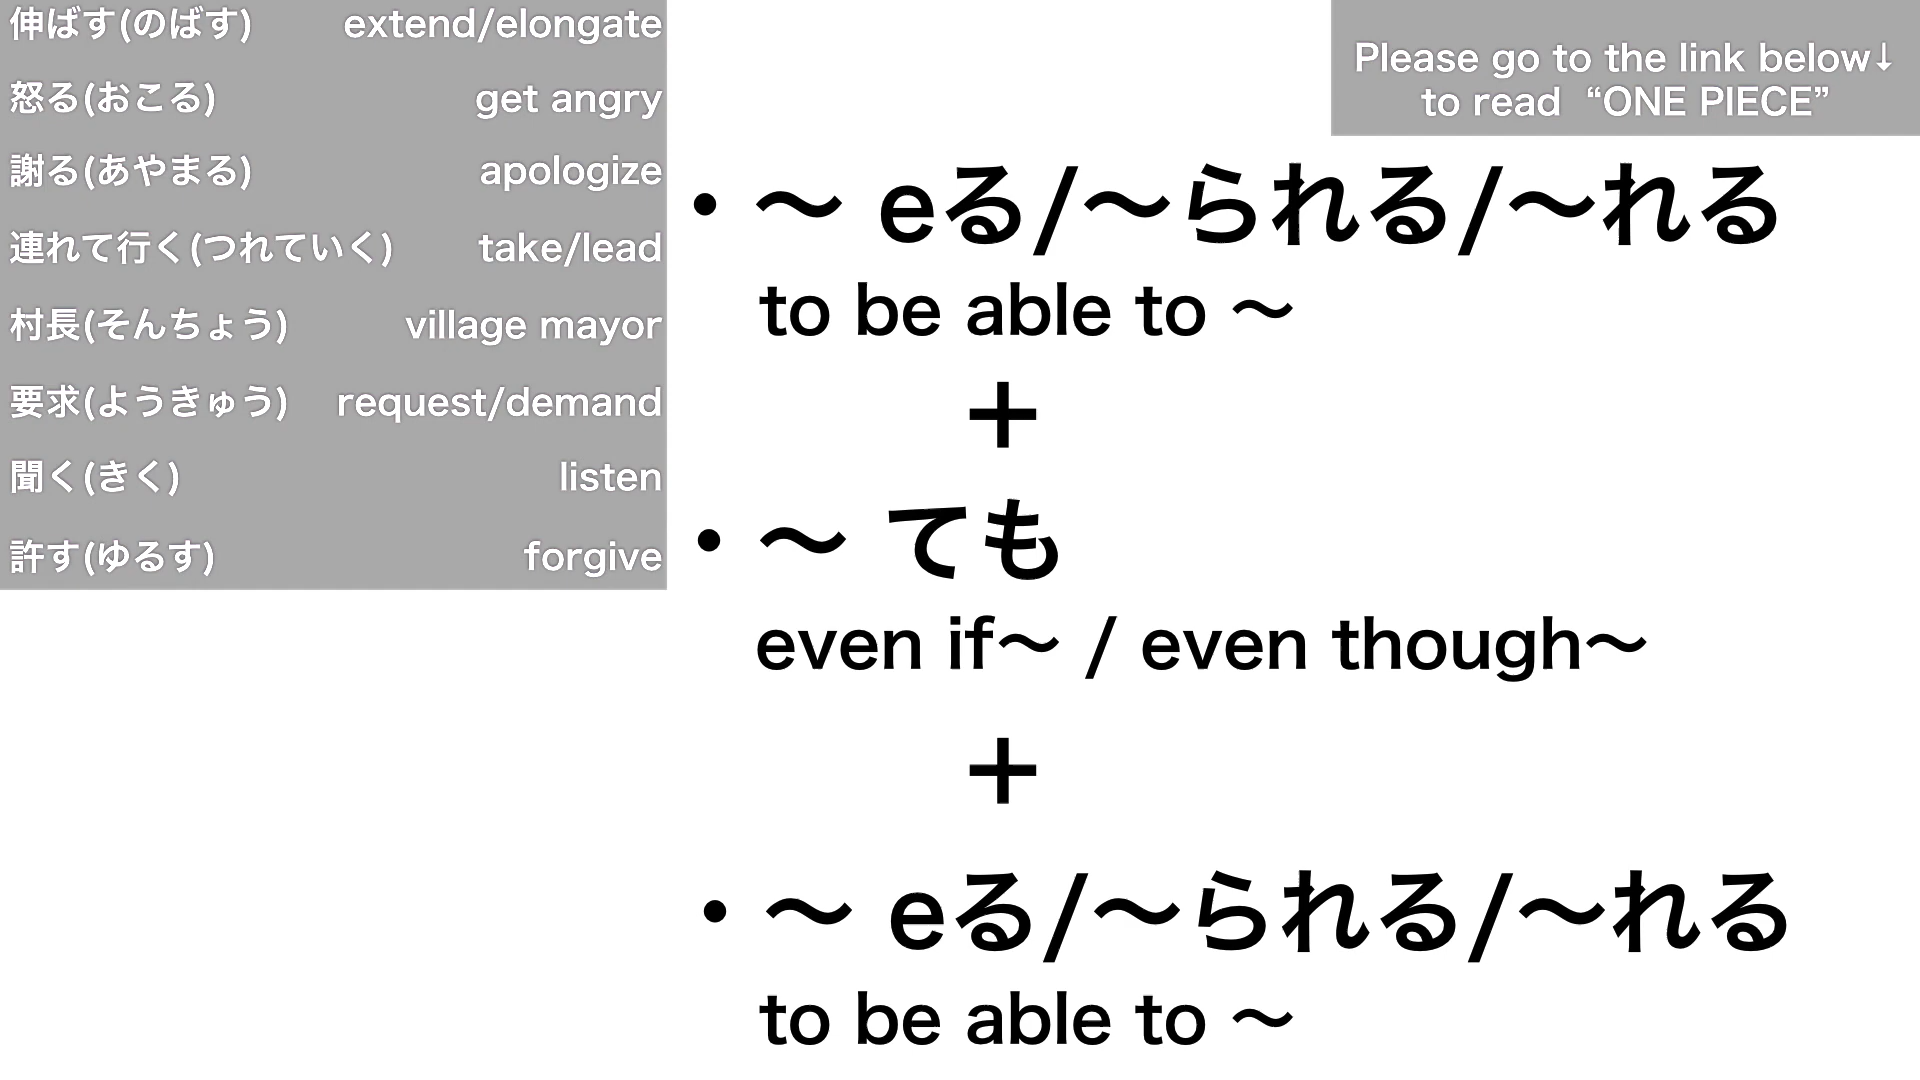 伸ばす(のばす) extend/elongate
怒る(おこる) get angry
謝る(あやまる) apologize
連れて行く(つれていく) take/lead
村長(そんちょう) village mayor
要求(ようきゅう) request/demand
聞く(きく) listen
許す(ゆるす) forgive
Please go to the link below↓
to read “ONE PIECE”
・〜 eる/〜られる/〜れる
to be able to 〜
+
・〜 ても
even if〜 / even though〜
+
・〜 eる/〜られる/〜れる
to be able to 〜